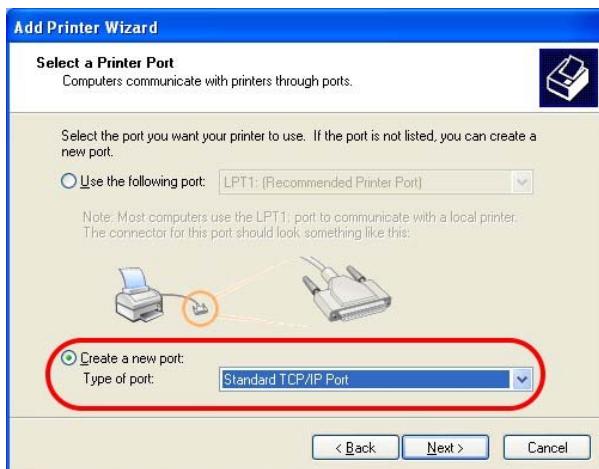 Add Printer Wizard
Select a Printer Port
Computers communicate with printers through ports.
Select the port you want your printer to use. If the port is not listed, you can create a
new port.
Use the following port: LPT1: (Recommended Printer Port)
Note: Most computers use the LPT1: port to communicate with a local printer.
The connector for this port should look something like this:
Create a new port:
Type of port: Standard TCP/IP Port
< Back Next > Cancel